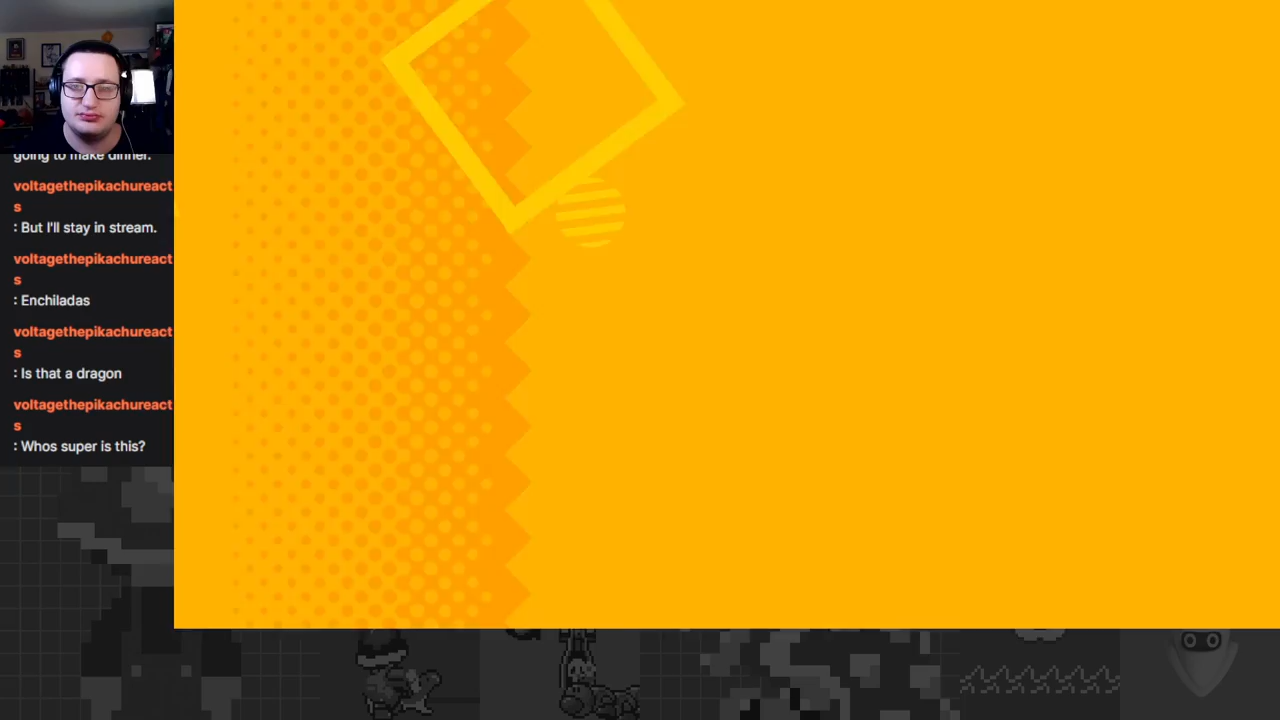 going to make dinner.
voltagethepikachureact
s
: But I'll stay in stream.
voltagethepikachureact
s
: Enchiladas
voltagethepikachureact
s
: Is that a dragon
voltagethepikachureact
s
: Whos super is this?